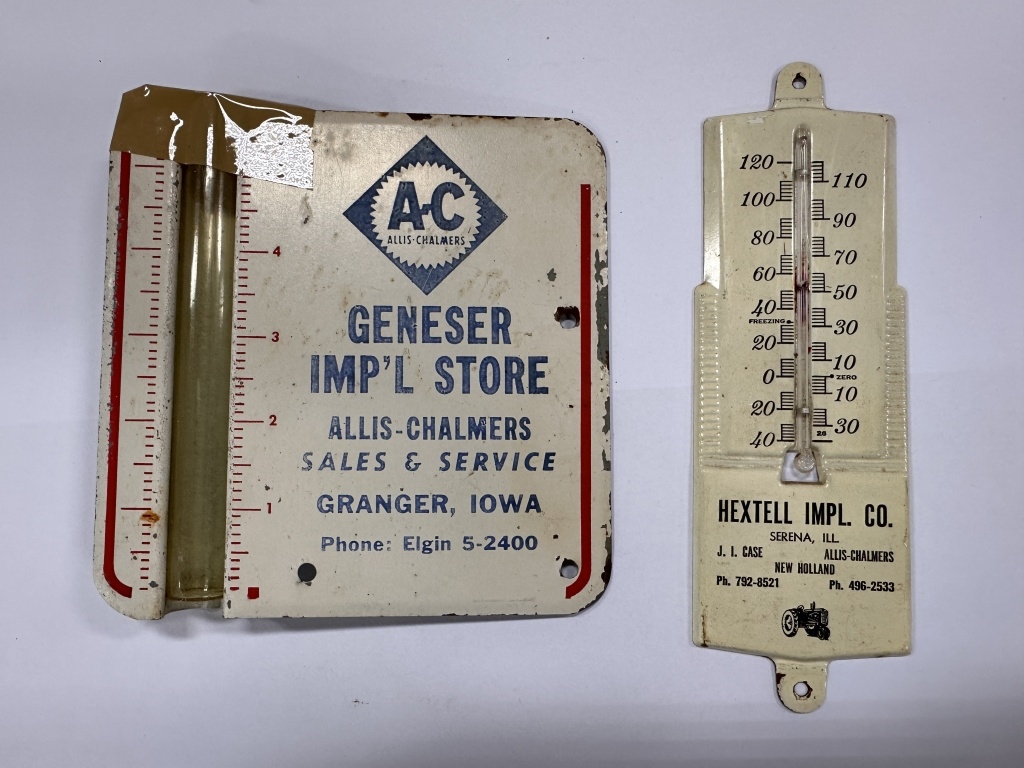 A-C
ALLIS-CHALMERS
GENESER
IMP'L STORE
ALLIS-CHALMERS
SALES & SERVICE
GRANGER, IOWA
Phone: Elgin 5-2400
4
3
2
1
120
110
100
90
80
70
60
50
40
FREEZING
30
20
10
0
ZERO
10
20
30
26
40
HEXTELL IMPL. CO.
SERENA, ILL.
J. I. CASE ALLIS-CHALMERS
NEW HOLLAND
Ph. 792-8521 Ph. 496-2533